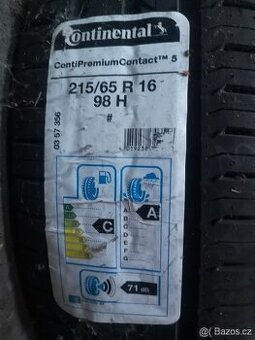 Continental
ContiPremiumContact™ 5
215/65 R 16
98 H
#
03 57 356
C
A
A
B
C
D
E
F
G
71 dB
Bazos.cz